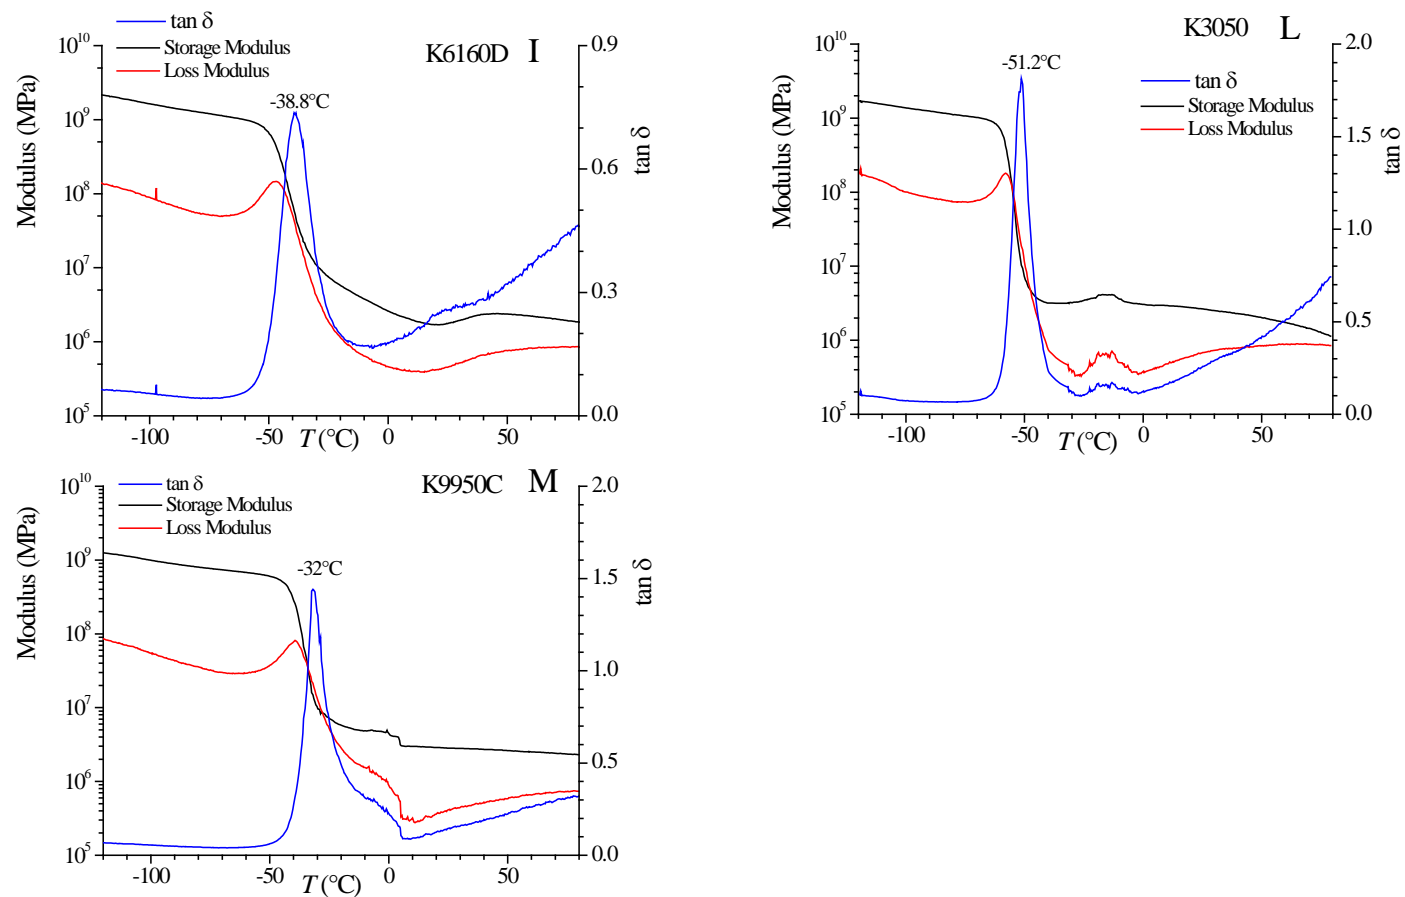 tan δ
Storage Modulus
Loss Modulus
K6160D I
-38.8°C
Modulus (MPa)
10^10
10^9
10^8
10^7
10^6
10^5
0.9
0.6
0.3
0.0
tan δ
-100
-50
0
50
T (°C)
K3050 L
-51.2°C
tan δ
Storage Modulus
Loss Modulus
Modulus (MPa)
10^10
10^9
10^8
10^7
10^6
10^5
2.0
1.5
1.0
0.5
0.0
tan δ
-100
-50
0
50
T (°C)
tan δ
Storage Modulus
Loss Modulus
K9950C M
-32°C
Modulus (MPa)
10^10
10^9
10^8
10^7
10^6
10^5
2.0
1.5
1.0
0.5
0.0
tan δ
-100
-50
0
50
T (°C)